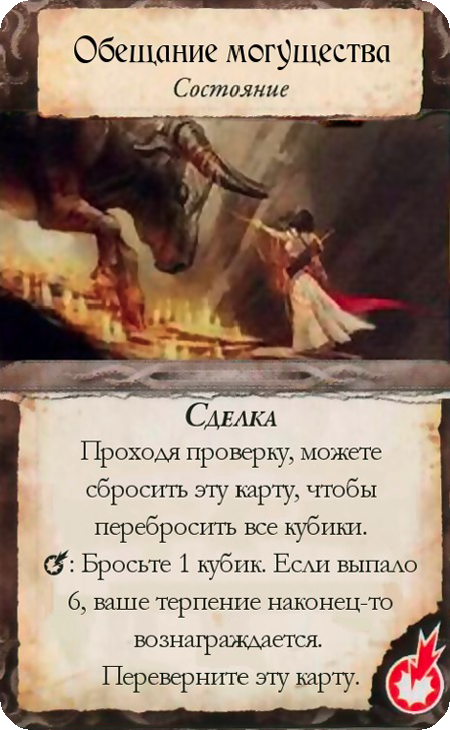 Обещание могущества
Состояние
Сделка
Проходя проверку, можете
сбросить эту карту, чтобы
перебросить все кубики.
: Бросьте 1 кубик. Если выпало
6, ваше терпение наконец-то
вознаграждается.
Переверните эту карту.